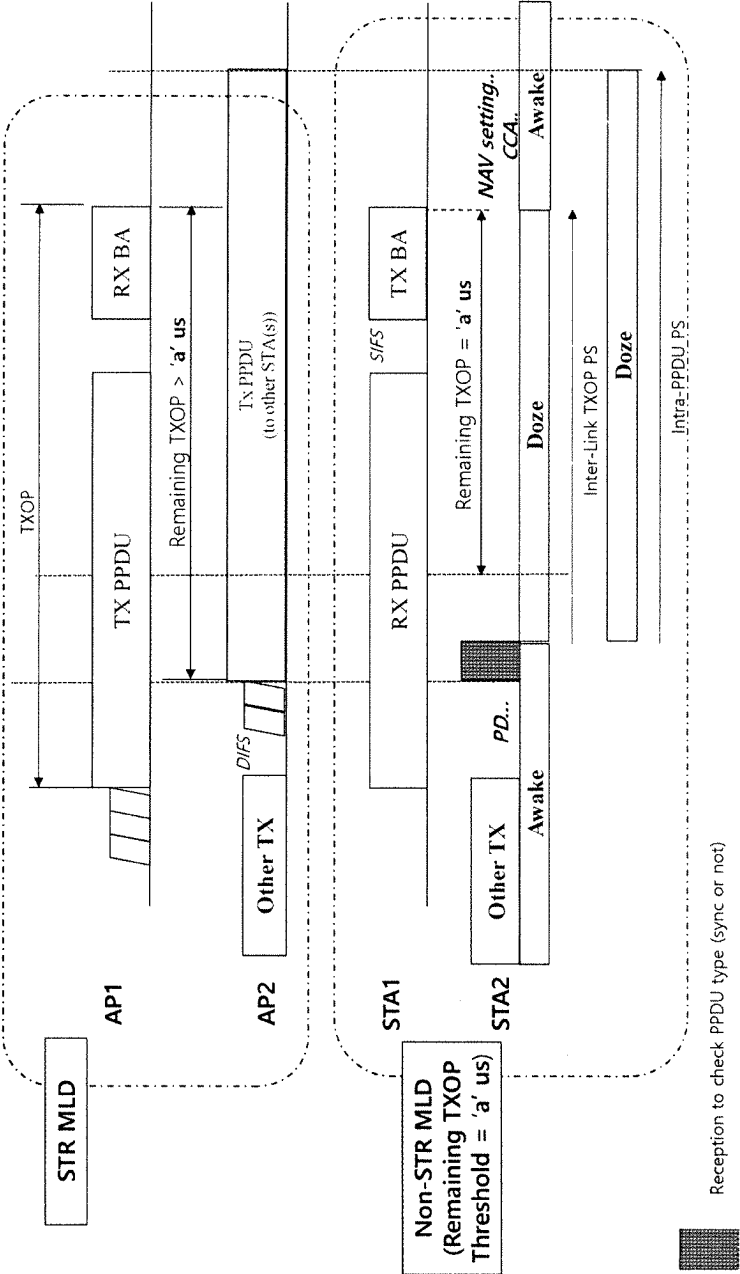 STR MLD
TXOP
AP1
TX PPDU
RX BA
Remaining TXOP > 'a' us
AP2
Other TX
DIFS
Tx PPDU
(to other STA(s))
Non-STR MLD
(Remaining TXOP
Threshold = 'a' us)
STA1
RX PPDU
SIFS
TX BA
Remaining TXOP = 'a' us
STA2
Other TX
PD...
NAV setting..
CCA..
Awake
Doze
Awake
Inter-Link TXOP PS
Doze
Intra-PPDU PS
Reception to check PPDU type (sync or not)